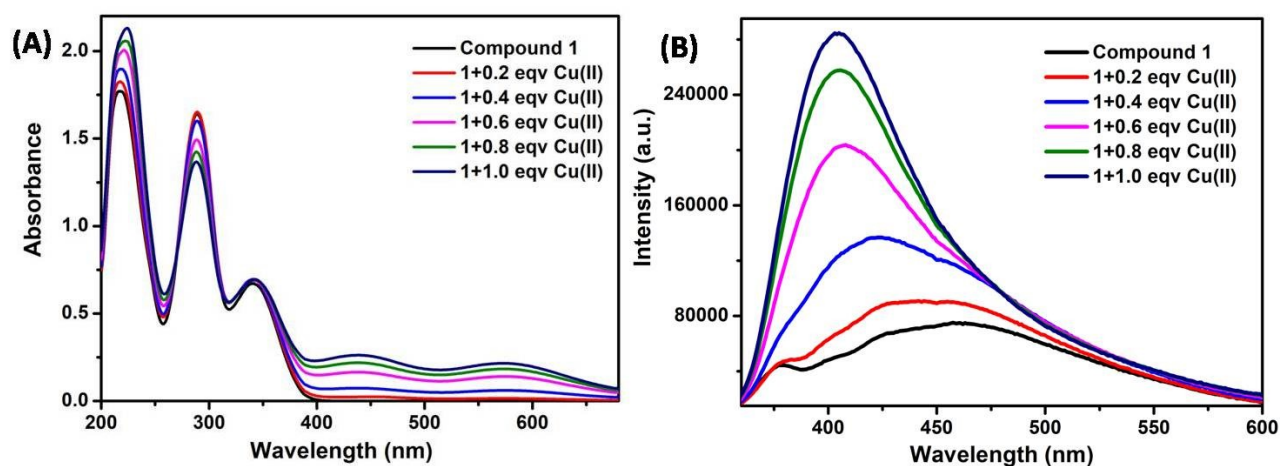 (A)
Absorbance
2.0
1.5
1.0
0.5
0.0
200
300
400
500
600
Wavelength (nm)
Compound 1
1+0.2 eqv Cu(II)
1+0.4 eqv Cu(II)
1+0.6 eqv Cu(II)
1+0.8 eqv Cu(II)
1+1.0 eqv Cu(II)
(B)
Intensity (a.u.)
240000
160000
80000
400
450
500
550
600
Wavelength (nm)
Compound 1
1+0.2 eqv Cu(II)
1+0.4 eqv Cu(II)
1+0.6 eqv Cu(II)
1+0.8 eqv Cu(II)
1+1.0 eqv Cu(II)